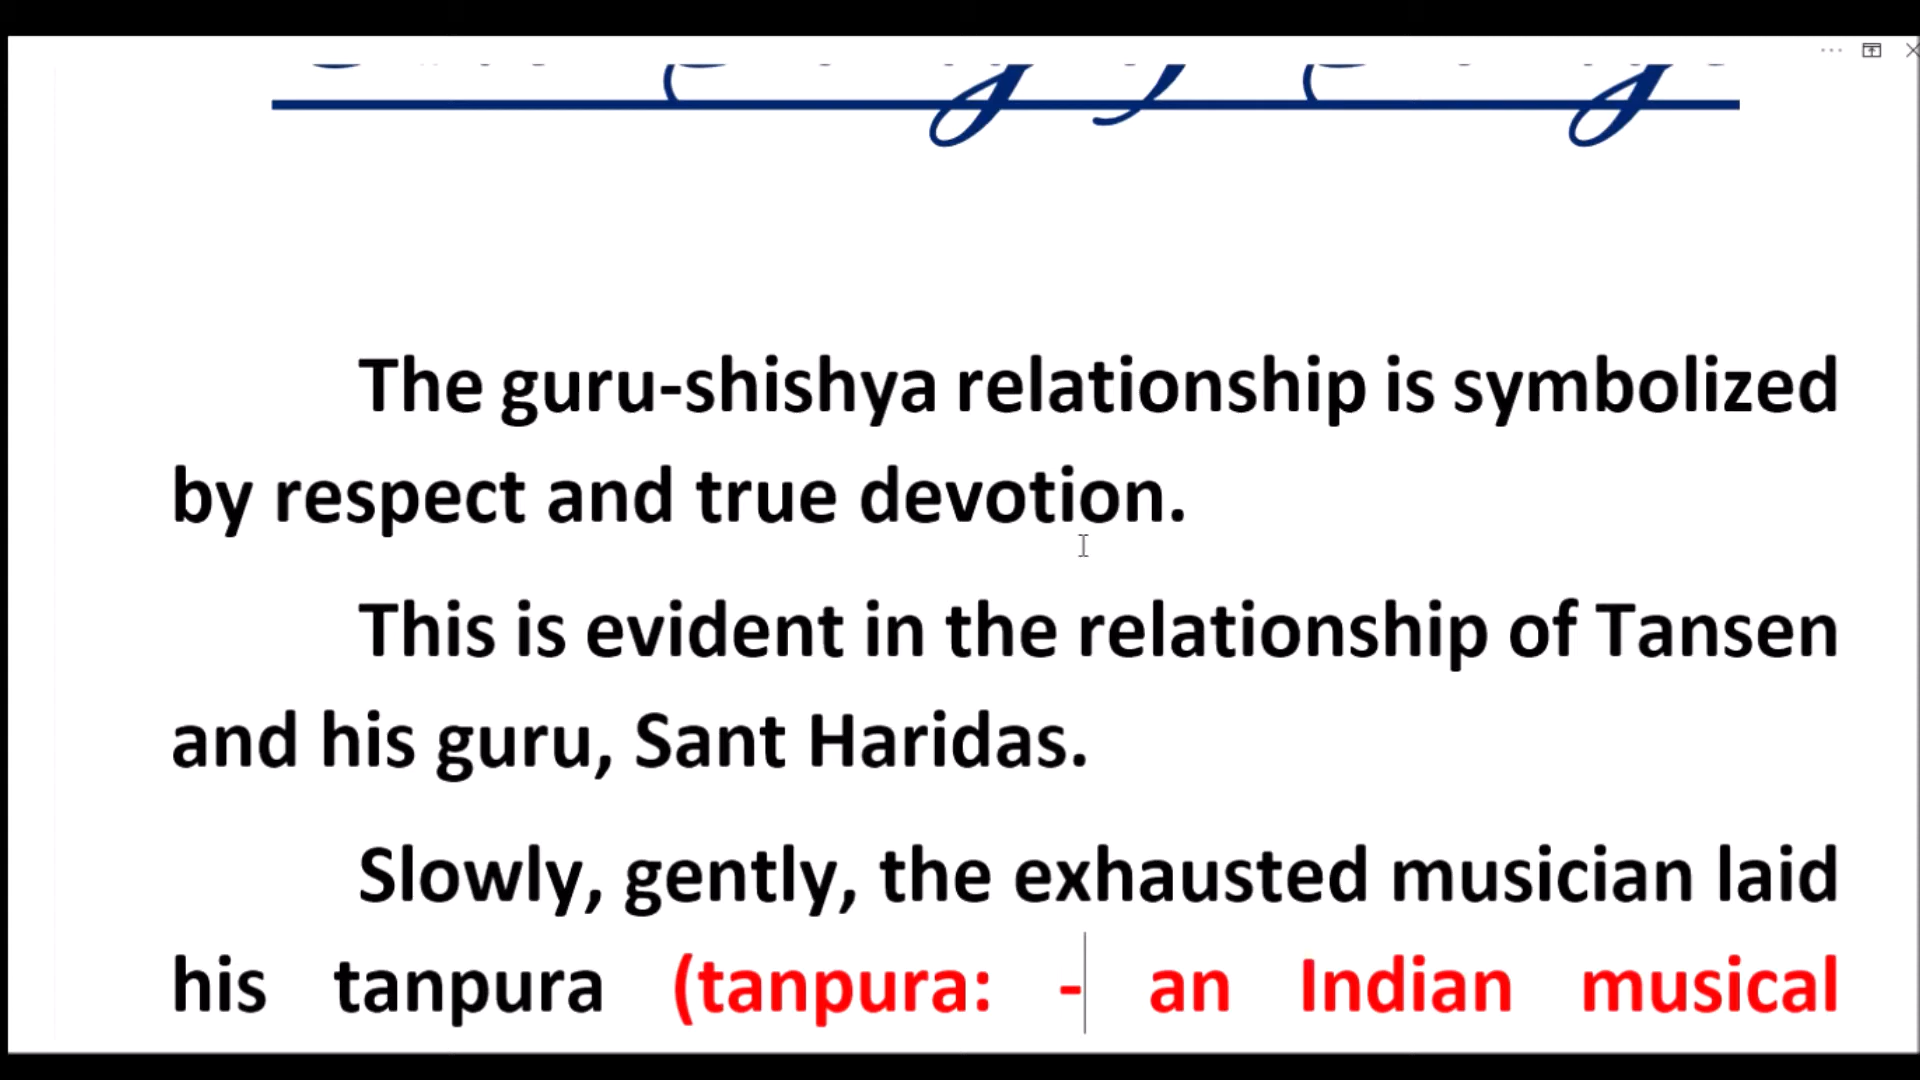 The guru-shishya relationship is symbolized
by respect and true devotion.
This is evident in the relationship of Tansen
and his guru, Sant Haridas.
Slowly, gently, the exhausted musician laid
his tanpura (tanpura: - an Indian musical